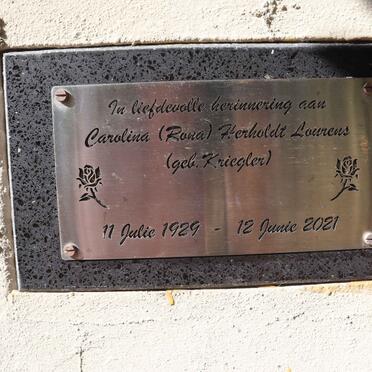 In liefdevolle herinnering aan
Carolina (Rona) Herholdt Lourens
(geb. Kriegler)
11 Julie 1929 - 12 Junie 2021